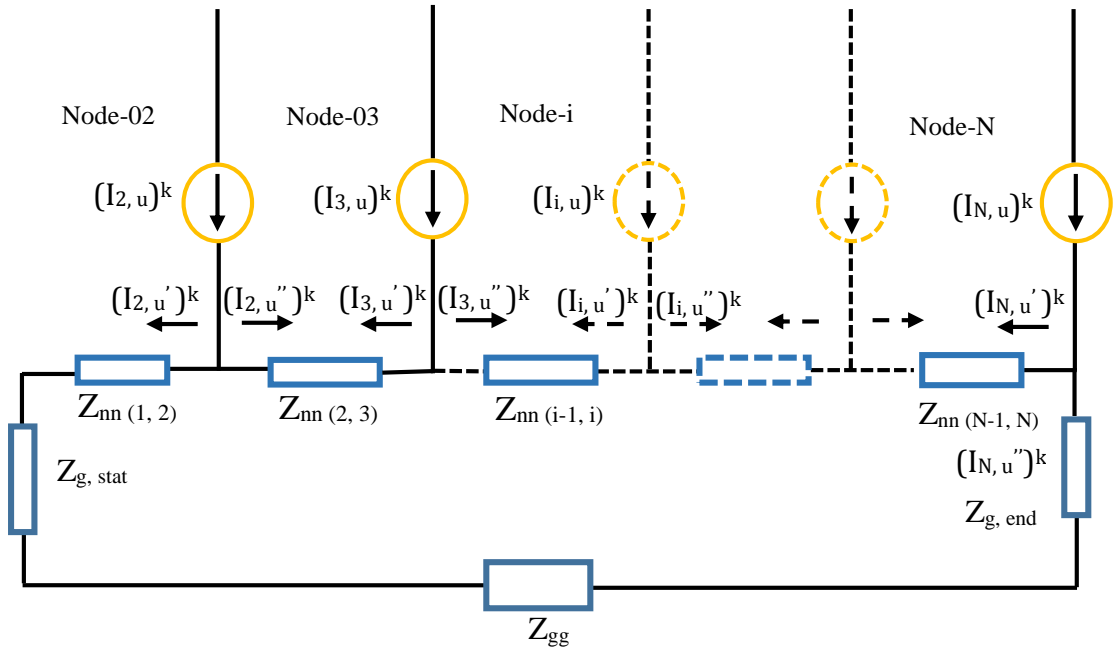 Node-02
Node-03
Node-i
Node-N
(I2, u)ᵏ
(I3, u)ᵏ
(Ii, u)ᵏ
(IN, u)ᵏ
(I2, u')ᵏ
(I2, u'')ᵏ
(I3, u')ᵏ
(I3, u'')ᵏ
(Ii, u')ᵏ
(Ii, u'')ᵏ
(IN, u')ᵏ
Znn (1, 2)
Znn (2, 3)
Znn (i-1, i)
Znn (N-1, N)
Zg, stat
(IN, u'')ᵏ
Zg, end
Zgg